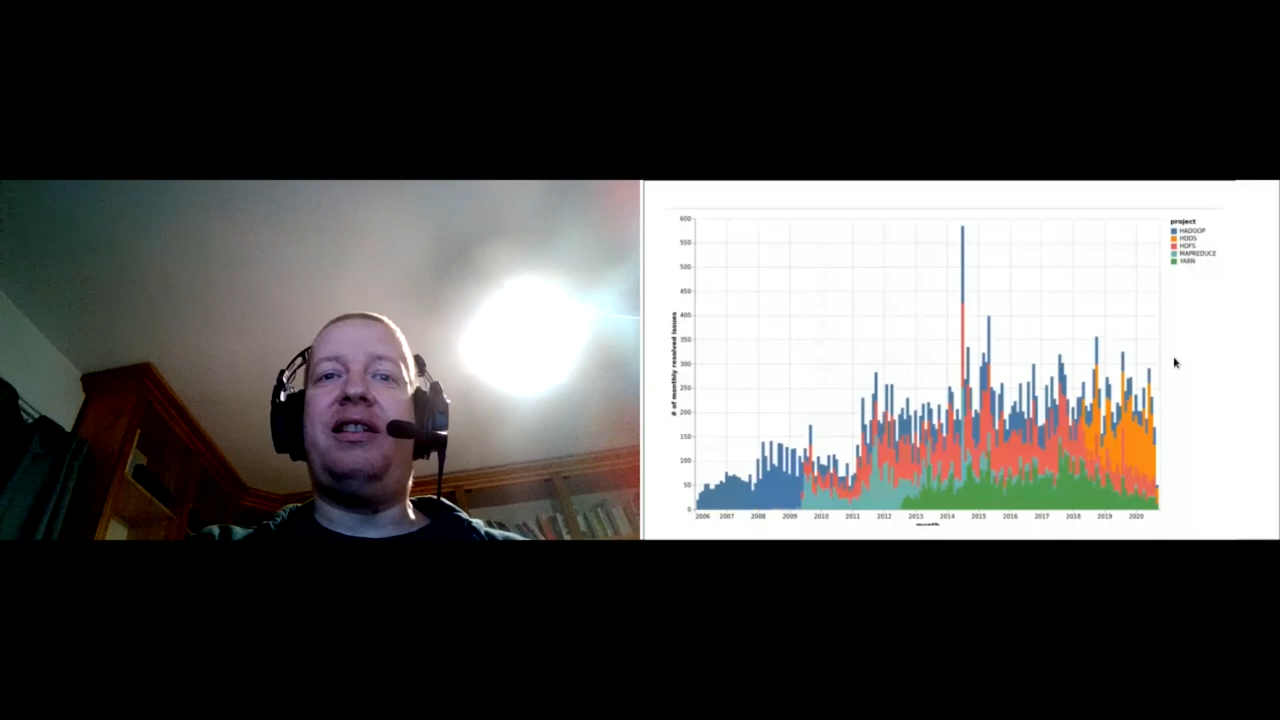 project
HADOOP
HDDS
HDFS
MAPREDUCE
YARN
# of monthly resolved issues
600
550
500
450
400
350
300
250
200
150
100
50
0
2006 2007 2008 2009 2010 2011 2012 2013 2014 2015 2016 2017 2018 2019 2020